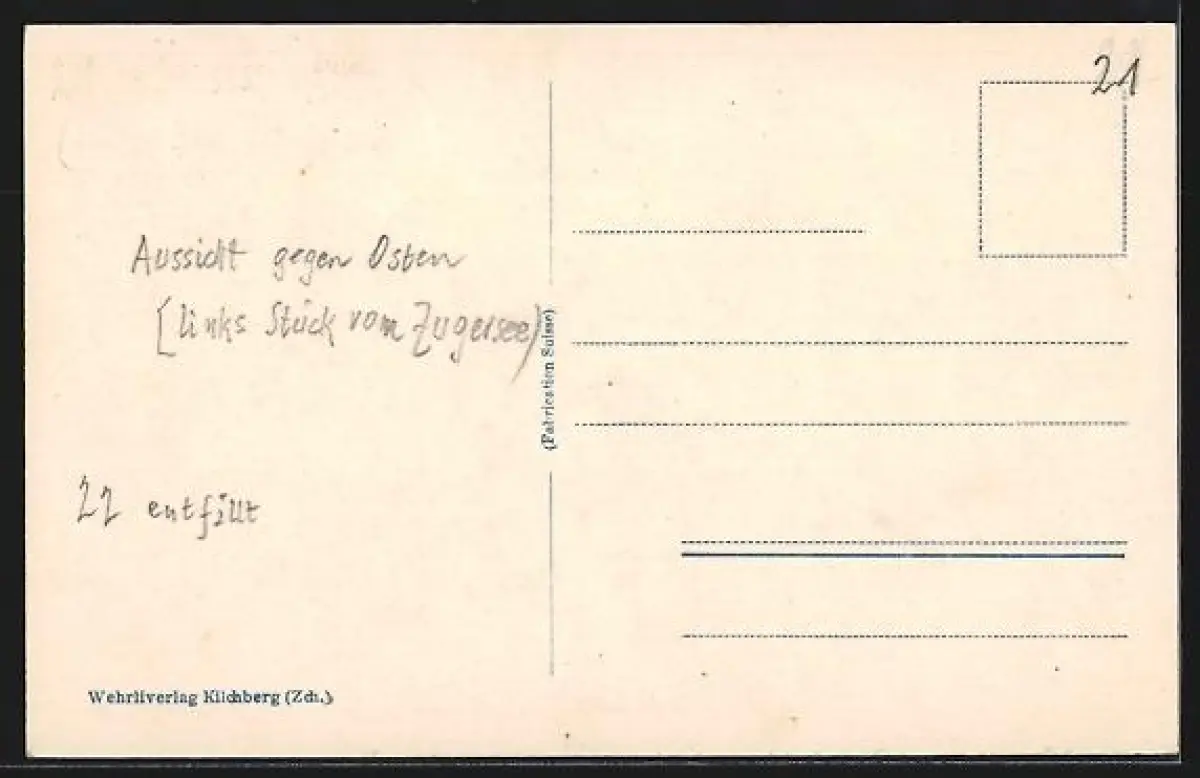 21
Aussicht gegen Osten
[links Stück vom Zugersee)
(Fabrication Suisse)
22 entfällt
Wehrliverlag Kilchberg (Zch.)